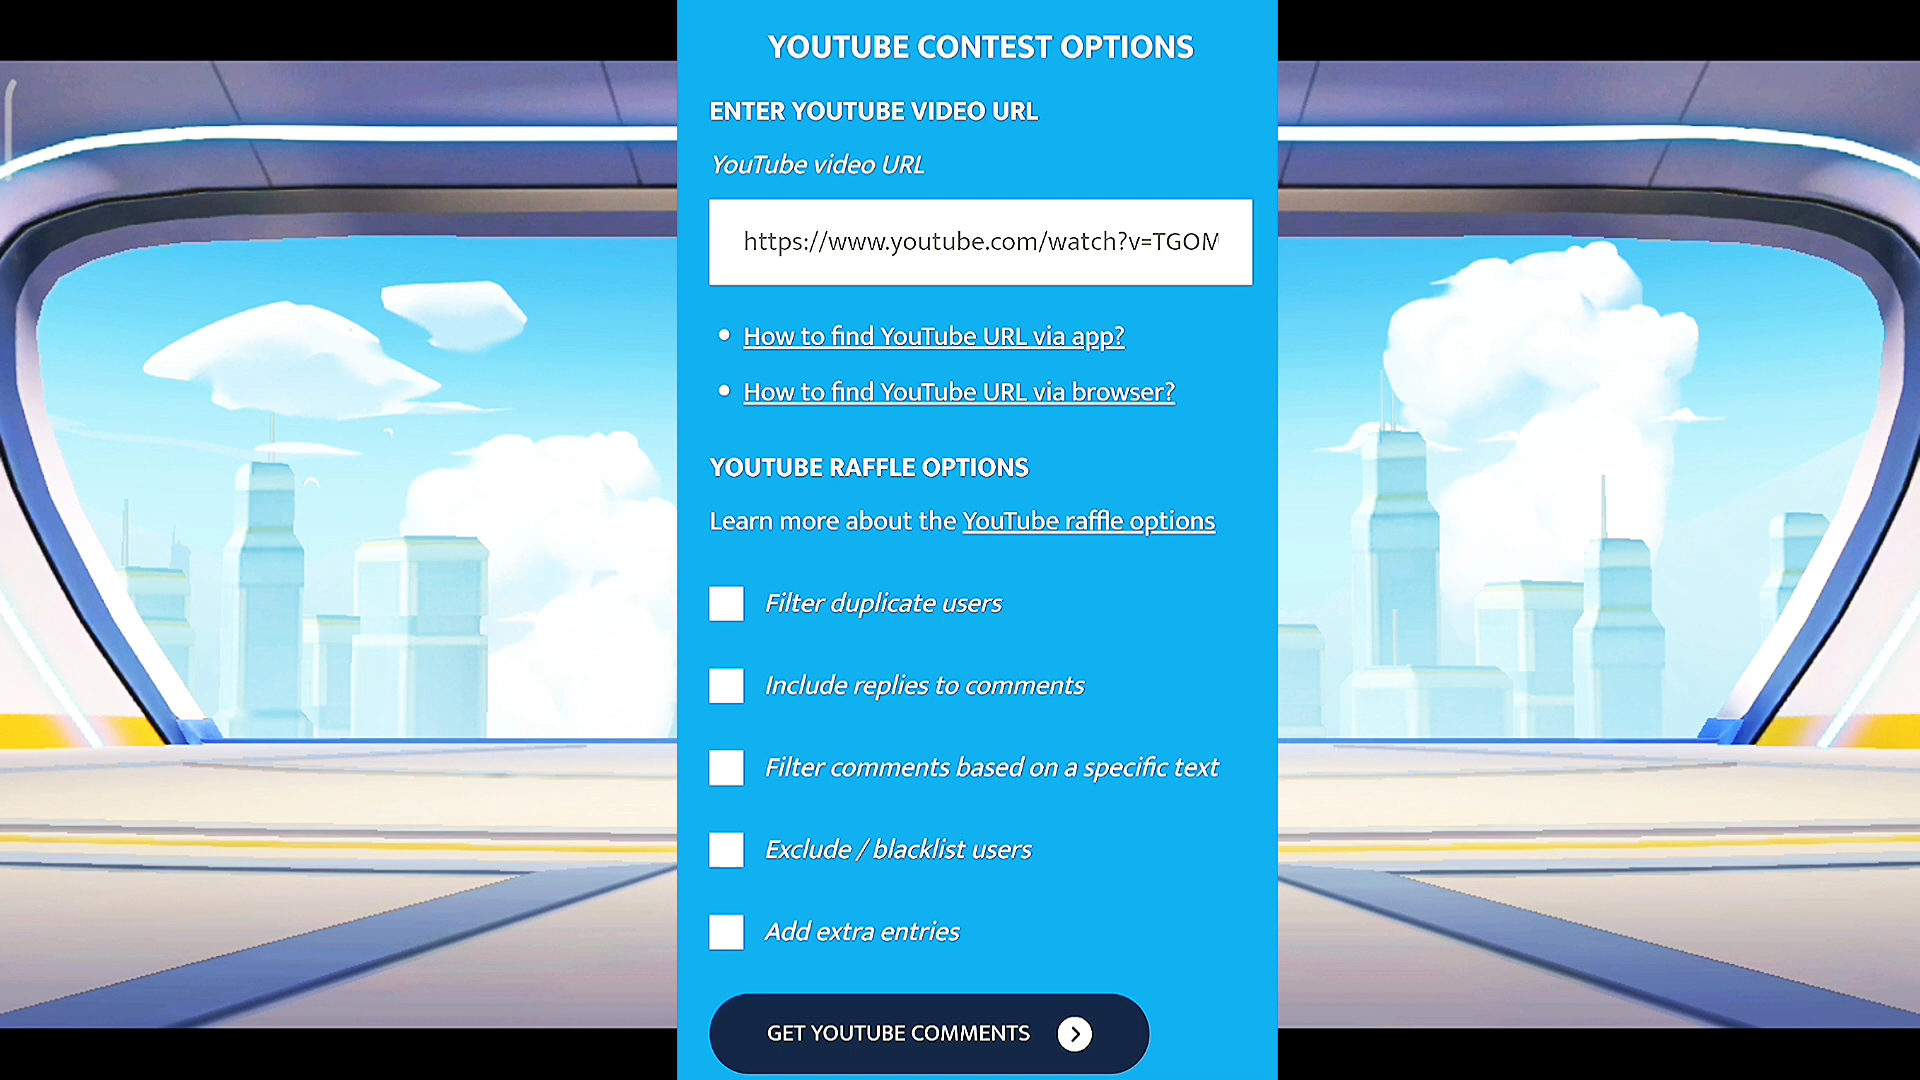 YOUTUBE CONTEST OPTIONS
ENTER YOUTUBE VIDEO URL
YouTube video URL
https://www.youtube.com/watch?v=TGOM
How to find YouTube URL via app?
How to find YouTube URL via browser?
YOUTUBE RAFFLE OPTIONS
Learn more about the YouTube raffle options
Filter duplicate users
Include replies to comments
Filter comments based on a specific text
Exclude / blacklist users
Add extra entries
GET YOUTUBE COMMENTS